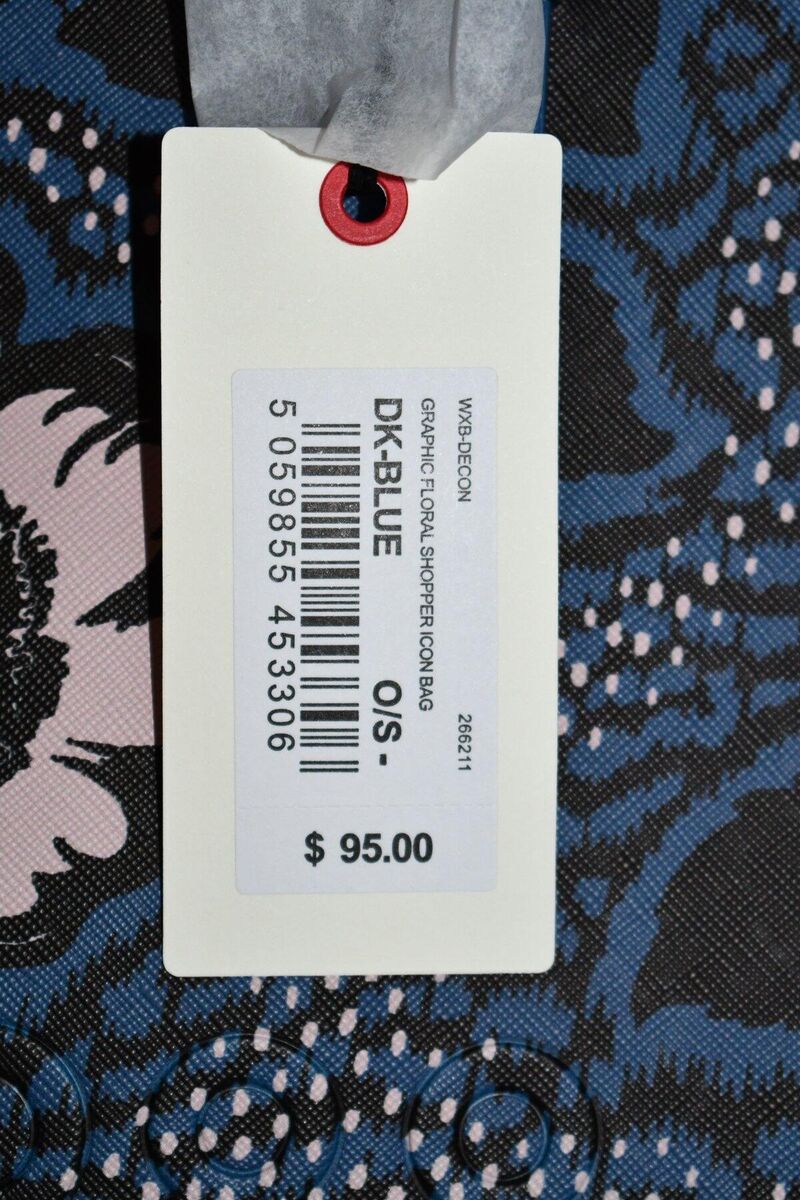 WXB-DECON 266211
GRAPHIC FLORAL SHOPPER ICON BAG
DK-BLUE O/S -
5 059855 453306
$ 95.00